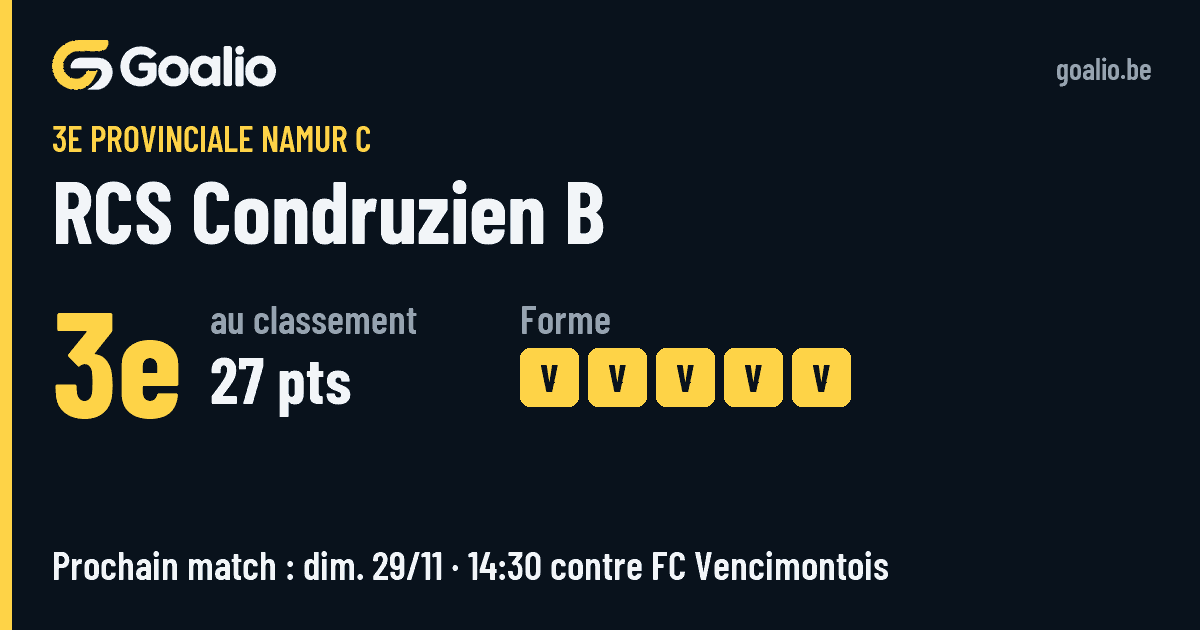 Goalio
goalio.be
3E PROVINCIALE NAMUR C
RCS Condruzien B
3e
au classement
27 pts
Forme
V V V V V
Prochain match : dim. 29/11 · 14:30 contre FC Vencimontois